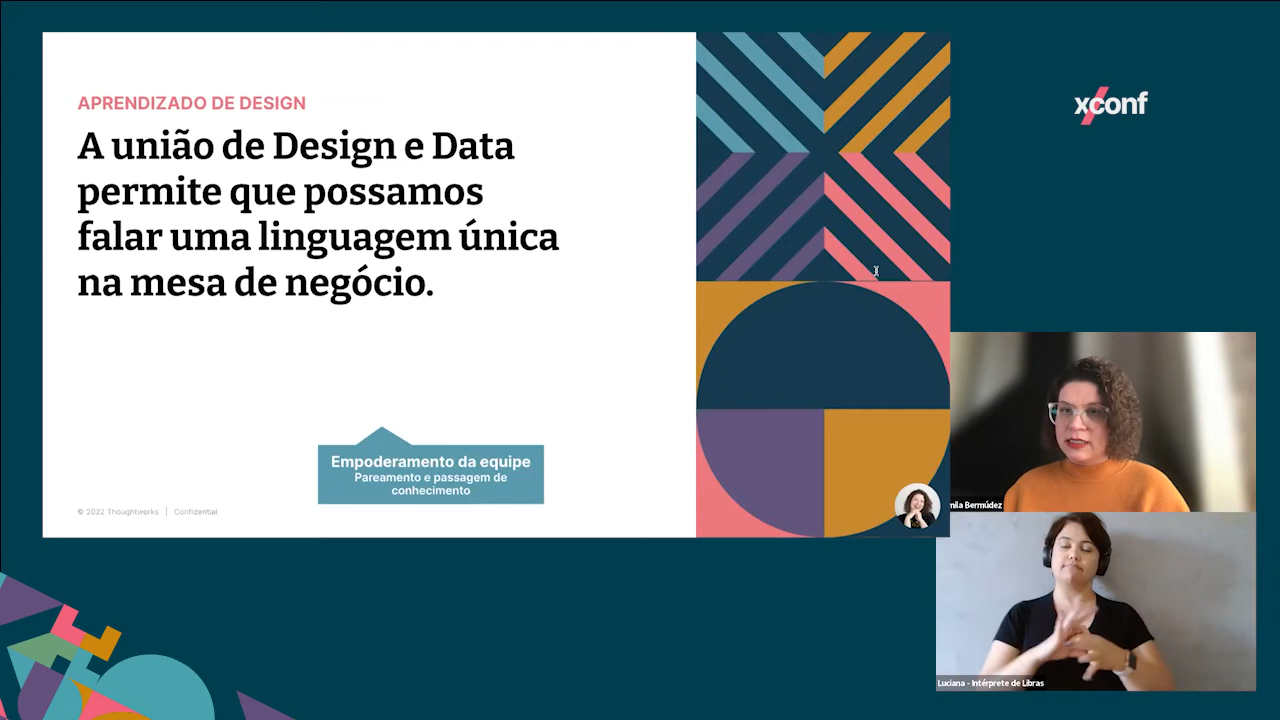 APRENDIZADO DE DESIGN
A união de Design e Data
permite que possamos
falar uma linguagem única
na mesa de negócio.
Empoderamento da equipe
Pareamento e passagem de
conhecimento
© 2022 Thoughtworks | Confidential
xconf
Bermúdez
Luciana - Intérprete de Libras